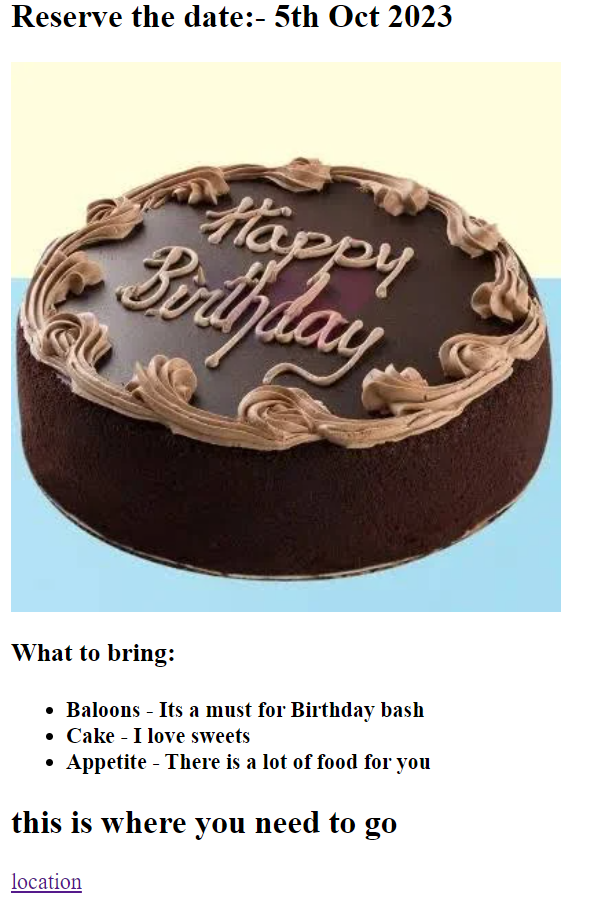 Reserve the date:- 5th Oct 2023
Happy
Birthday
What to bring:
Baloons - Its a must for Birthday bash
Cake - I love sweets
Appetite - There is a lot of food for you
this is where you need to go
location